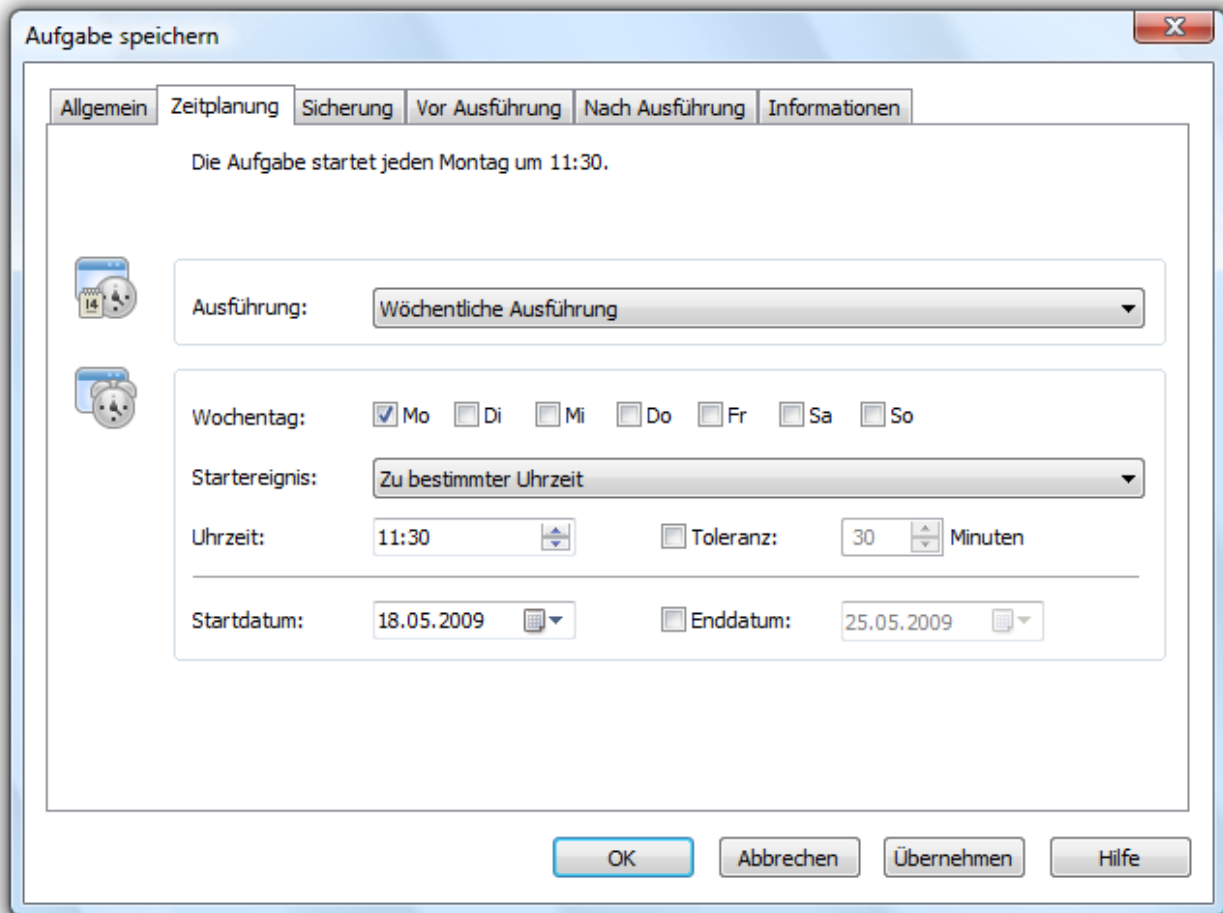 Aufgabe speichern
Allgemein Zeitplanung Sicherung Vor Ausführung Nach Ausführung Informationen
Die Aufgabe startet jeden Montag um 11:30.
14
Ausführung: Wöchentliche Ausführung
Wochentag: Mo Di Mi Do Fr Sa So
Startereignis: Zu bestimmter Uhrzeit
Uhrzeit: 11:30 Toleranz: 30 Minuten
Startdatum: 18.05.2009 Enddatum: 25.05.2009
OK Abbrechen Übernehmen Hilfe